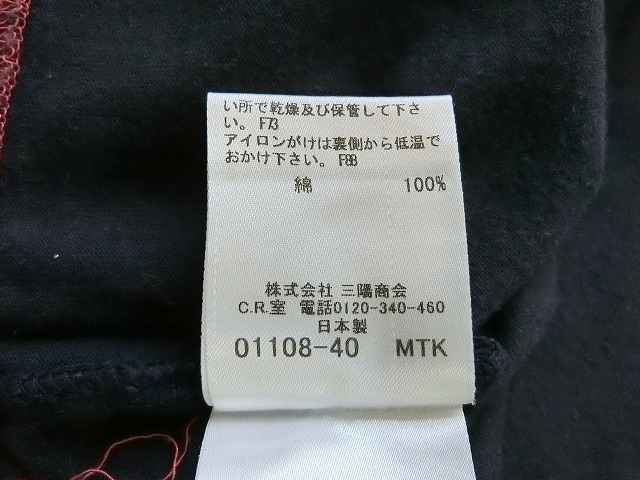 い所で乾燥及び保管して下さ
い。 F73
アイロンがけは裏側から低温で
おかけ下さい。 F88
綿 100%
株式会社 三陽商会
C.R.室 電話0120-340-460
日本製
01108-40 MTK